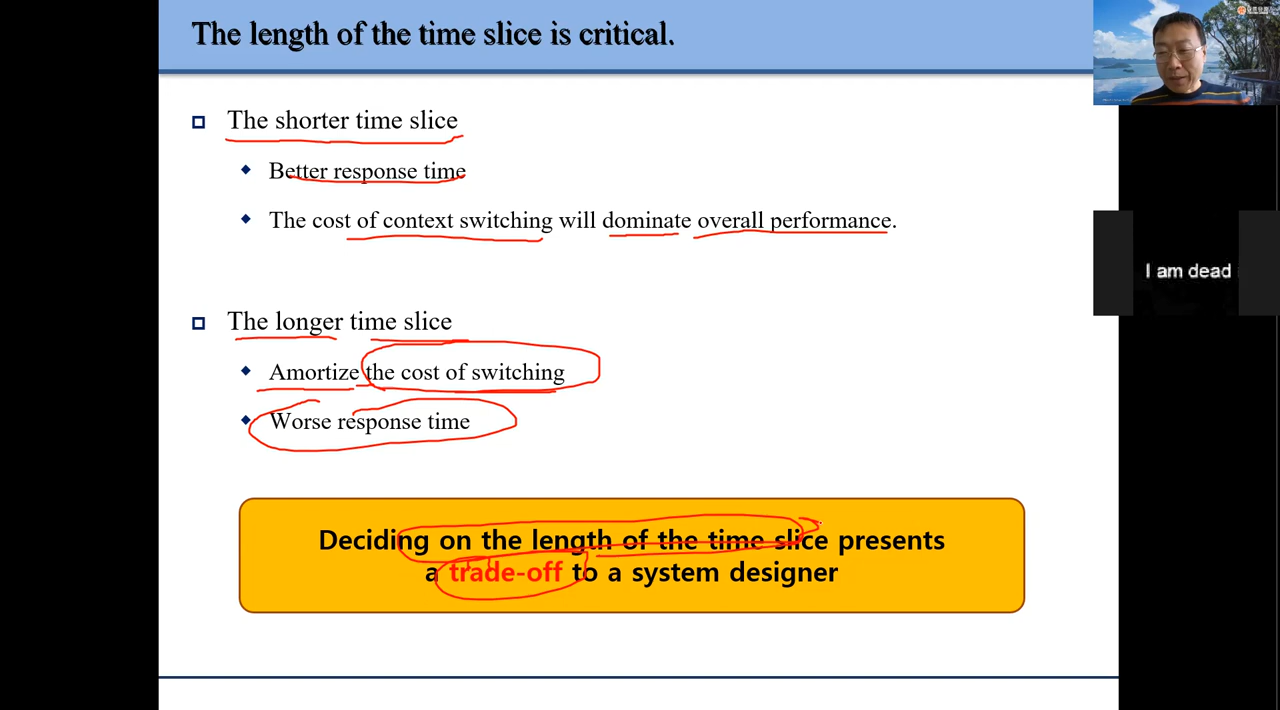 The length of the time slice is critical.
The shorter time slice
Better response time
The cost of context switching will dominate overall performance.
I am dead
The longer time slice
Amortize the cost of switching
Worse response time
Deciding on the length of the time slice presents
a trade-off to a system designer